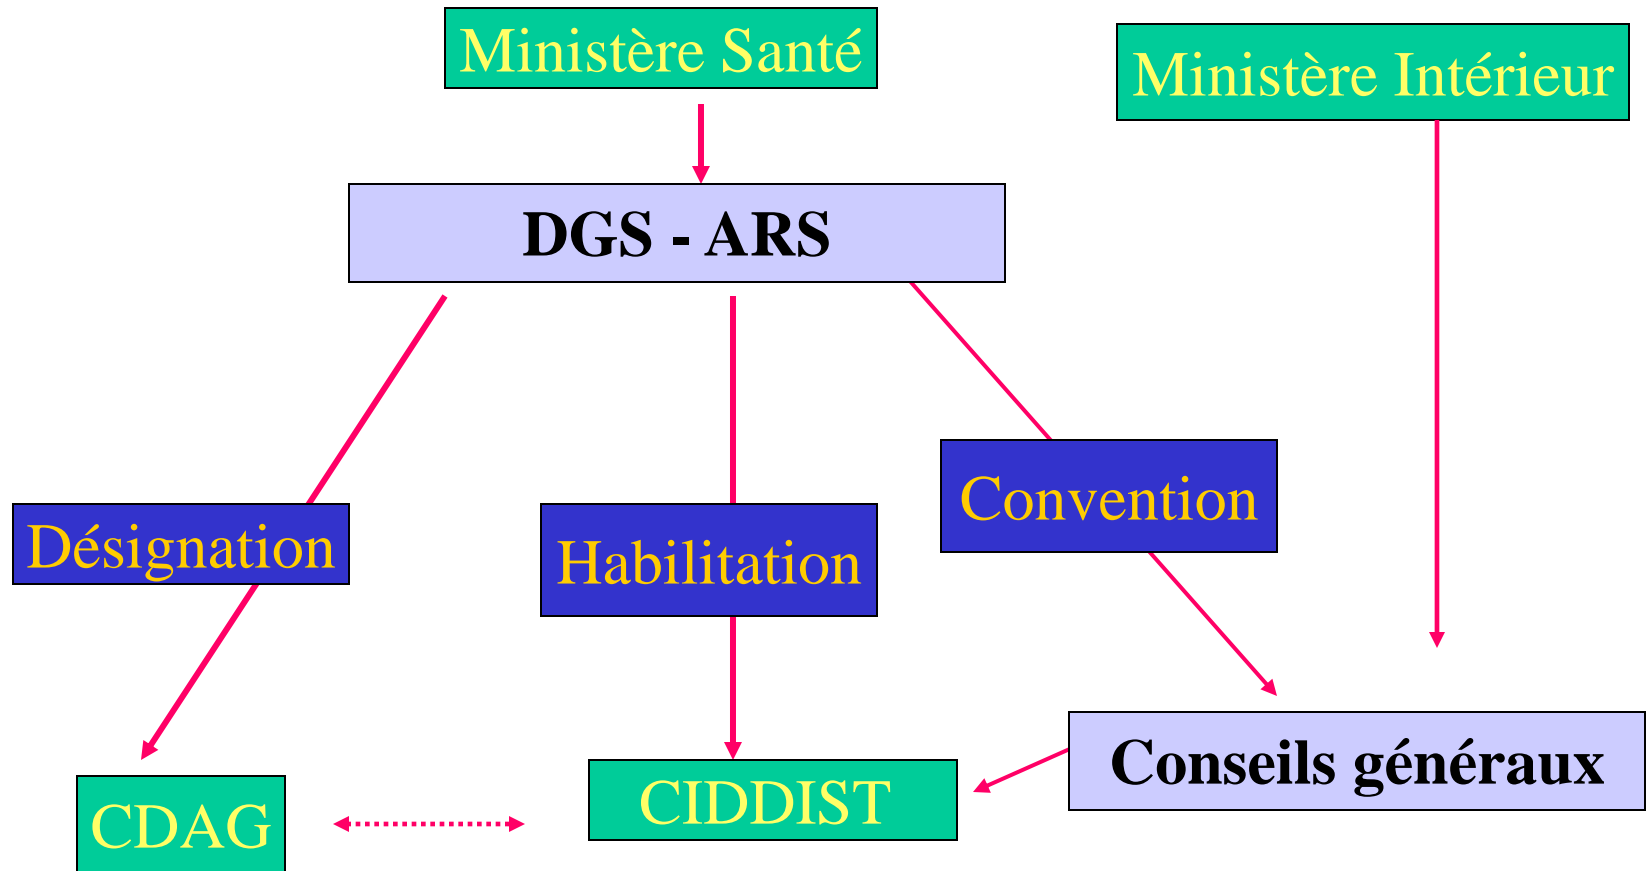 Ministère Santé
Ministère Intérieur
DGS - ARS
Convention
Désignation
Habilitation
Conseils généraux
CIDDIST
CDAG